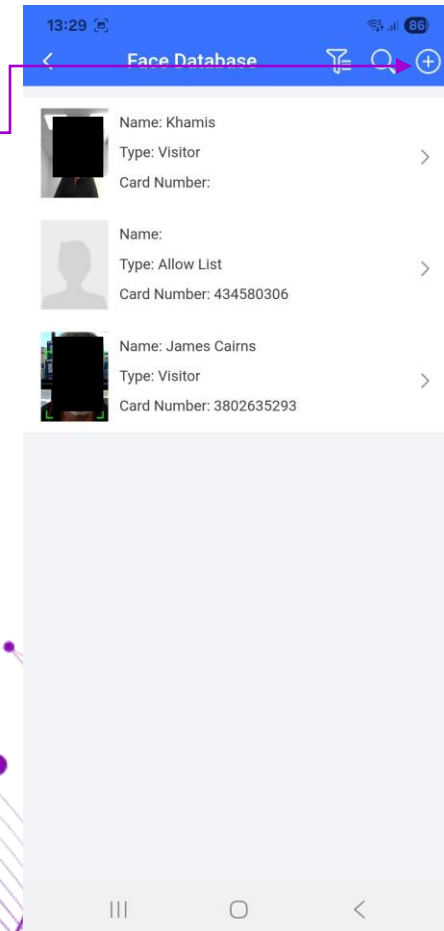 13:29
86
Face Database
Name: Khamis
Type: Visitor
Card Number:
Name:
Type: Allow List
Card Number: 434580306
Name: James Cairns
Type: Visitor
Card Number: 3802635293